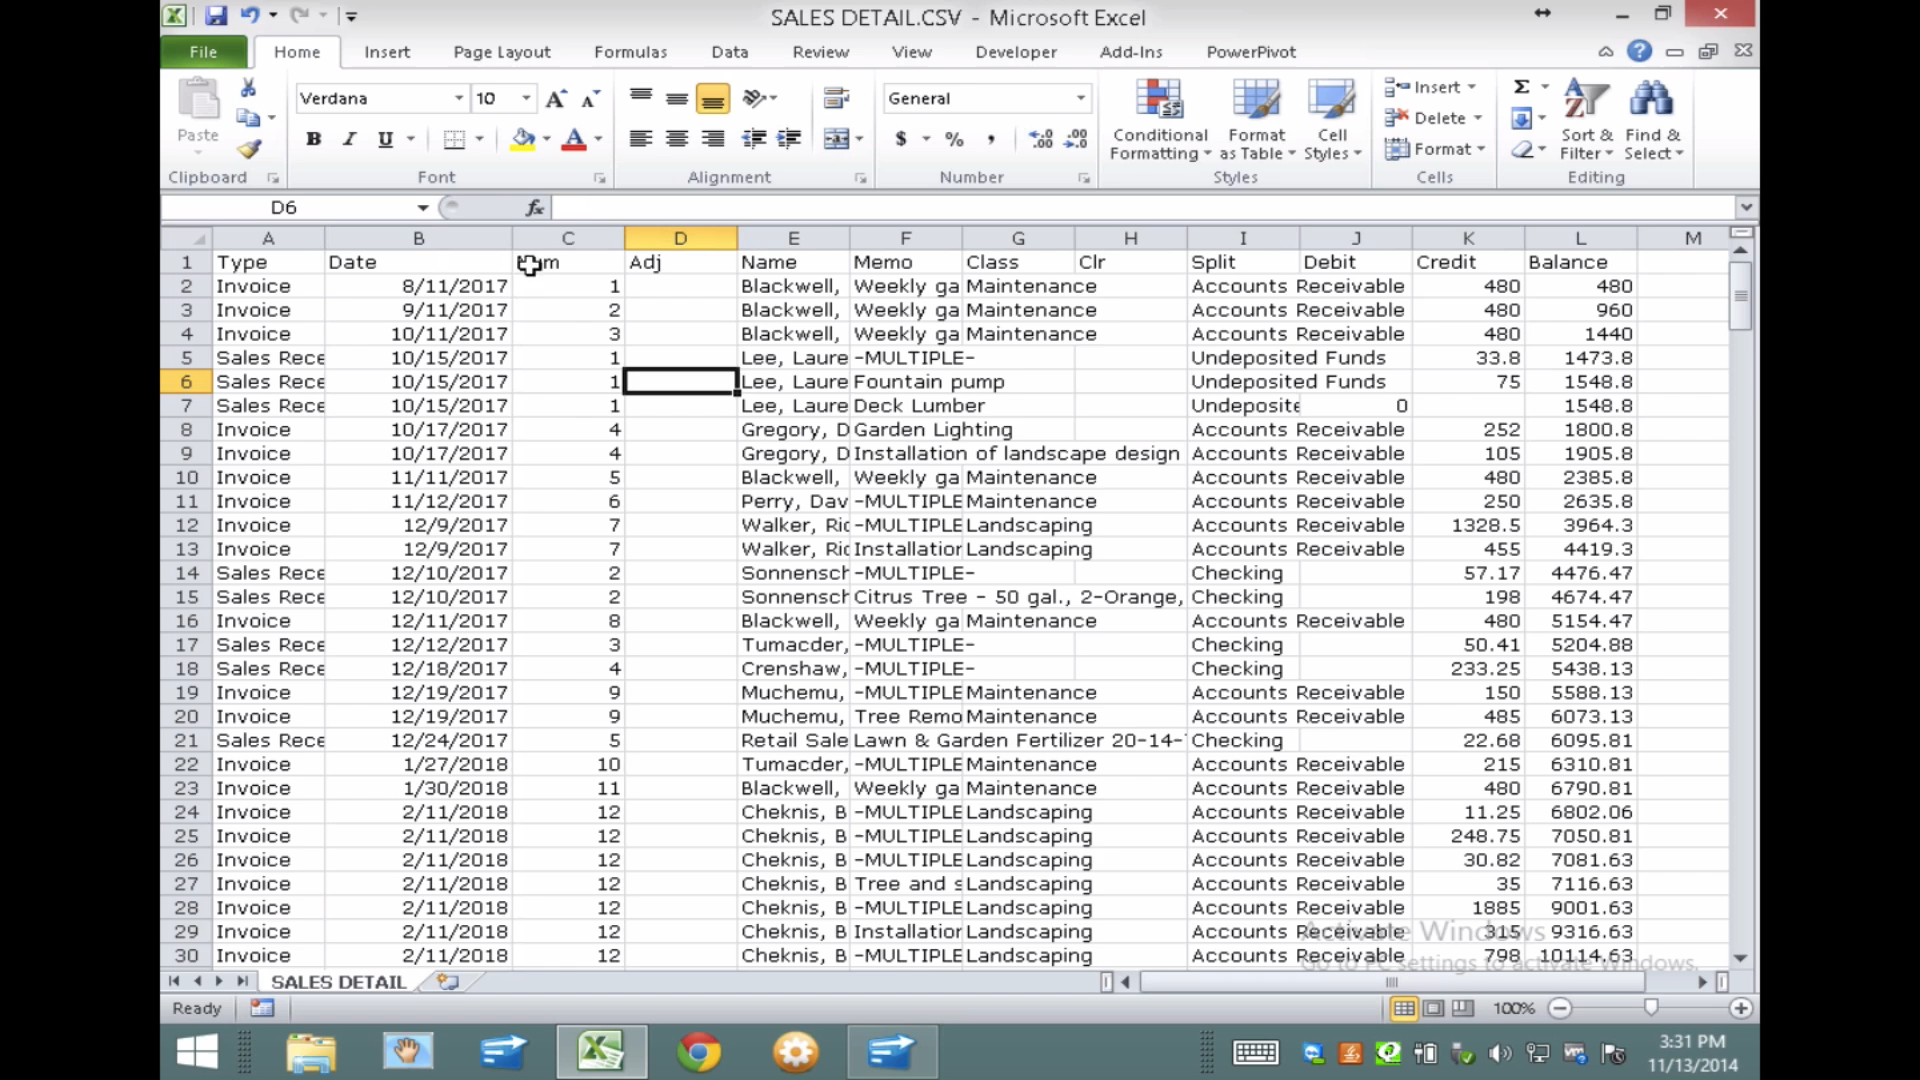 SALES DETAIL.CSV - Microsoft Excel
File Home Insert Page Layout Formulas Data Review View Developer Add-Ins PowerPivot
Verdana 10 General Insert
Paste Conditional Format Cell Delete Sort & Find &
Formatting as Table Styles Format Filter Select
Clipboard Font Alignment Number Styles Cells Editing
D6 fx
A B C D E F G H I J K L M
1 Type Date Adj Name Memo Class Clr Split Debit Credit Balance
2 Invoice 8/11/2017 1 Blackwell, Weekly ga Maintenance Accounts Receivable 480 480
3 Invoice 9/11/2017 2 Blackwell, Weekly ga Maintenance Accounts Receivable 480 960
4 Invoice 10/11/2017 3 Blackwell, Weekly ga Maintenance Accounts Receivable 480 1440
5 Sales Rece 10/15/2017 1 Lee, Laure -MULTIPLE- Undeposited Funds 33.8 1473.8
6 Sales Rece 10/15/2017 1 Lee, Laure Fountain pump Undeposited Funds 75 1548.8
7 Sales Rece 10/15/2017 1 Lee, Laure Deck Lumber Undeposite 0 1548.8
8 Invoice 10/17/2017 4 Gregory, D Garden Lighting Accounts Receivable 252 1800.8
9 Invoice 10/17/2017 4 Gregory, D Installation of landscape design Accounts Receivable 105 1905.8
10 Invoice 11/11/2017 5 Blackwell, Weekly ga Maintenance Accounts Receivable 480 2385.8
11 Invoice 11/12/2017 6 Perry, Dav -MULTIPLE Maintenance Accounts Receivable 250 2635.8
12 Invoice 12/9/2017 7 Walker, Ric -MULTIPLE Landscaping Accounts Receivable 1328.5 3964.3
13 Invoice 12/9/2017 7 Walker, Ric Installation Landscaping Accounts Receivable 455 4419.3
14 Sales Rece 12/10/2017 2 Sonnensch -MULTIPLE- Checking 57.17 4476.47
15 Sales Rece 12/10/2017 2 Sonnensch Citrus Tree - 50 gal., 2-Orange, Checking 198 4674.47
16 Invoice 12/11/2017 8 Blackwell, Weekly ga Maintenance Accounts Receivable 480 5154.47
17 Sales Rece 12/12/2017 3 Tumacder, -MULTIPLE- Checking 50.41 5204.88
18 Sales Rece 12/18/2017 4 Crenshaw, -MULTIPLE- Checking 233.25 5438.13
19 Invoice 12/19/2017 9 Muchemu, -MULTIPLE Maintenance Accounts Receivable 150 5588.13
20 Invoice 12/19/2017 9 Muchemu, Tree Remo Maintenance Accounts Receivable 485 6073.13
21 Sales Rece 12/24/2017 5 Retail Sale Lawn & Garden Fertilizer 20-14- Checking 22.68 6095.81
22 Invoice 1/27/2018 10 Tumacder, -MULTIPLE Maintenance Accounts Receivable 215 6310.81
23 Invoice 1/30/2018 11 Blackwell, Weekly ga Maintenance Accounts Receivable 480 6790.81
24 Invoice 2/11/2018 12 Cheknis, B -MULTIPLE Landscaping Accounts Receivable 11.25 6802.06
25 Invoice 2/11/2018 12 Cheknis, B -MULTIPLE Landscaping Accounts Receivable 248.75 7050.81
26 Invoice 2/11/2018 12 Cheknis, B -MULTIPLE Landscaping Accounts Receivable 30.82 7081.63
27 Invoice 2/11/2018 12 Cheknis, B Tree and s Landscaping Accounts Receivable 35 7116.63
28 Invoice 2/11/2018 12 Cheknis, B -MULTIPLE Landscaping Accounts Receivable 1885 9001.63
29 Invoice 2/11/2018 12 Cheknis, B Installation Landscaping Accounts Receivable 315 9316.63
30 Invoice 2/11/2018 12 Cheknis, B -MULTIPLE Landscaping Accounts Receivable 798 10114.63
Activate Windows
Go to PC settings to activate Windows.
SALES DETAIL
Ready 100%
3:31 PM
11/13/2014